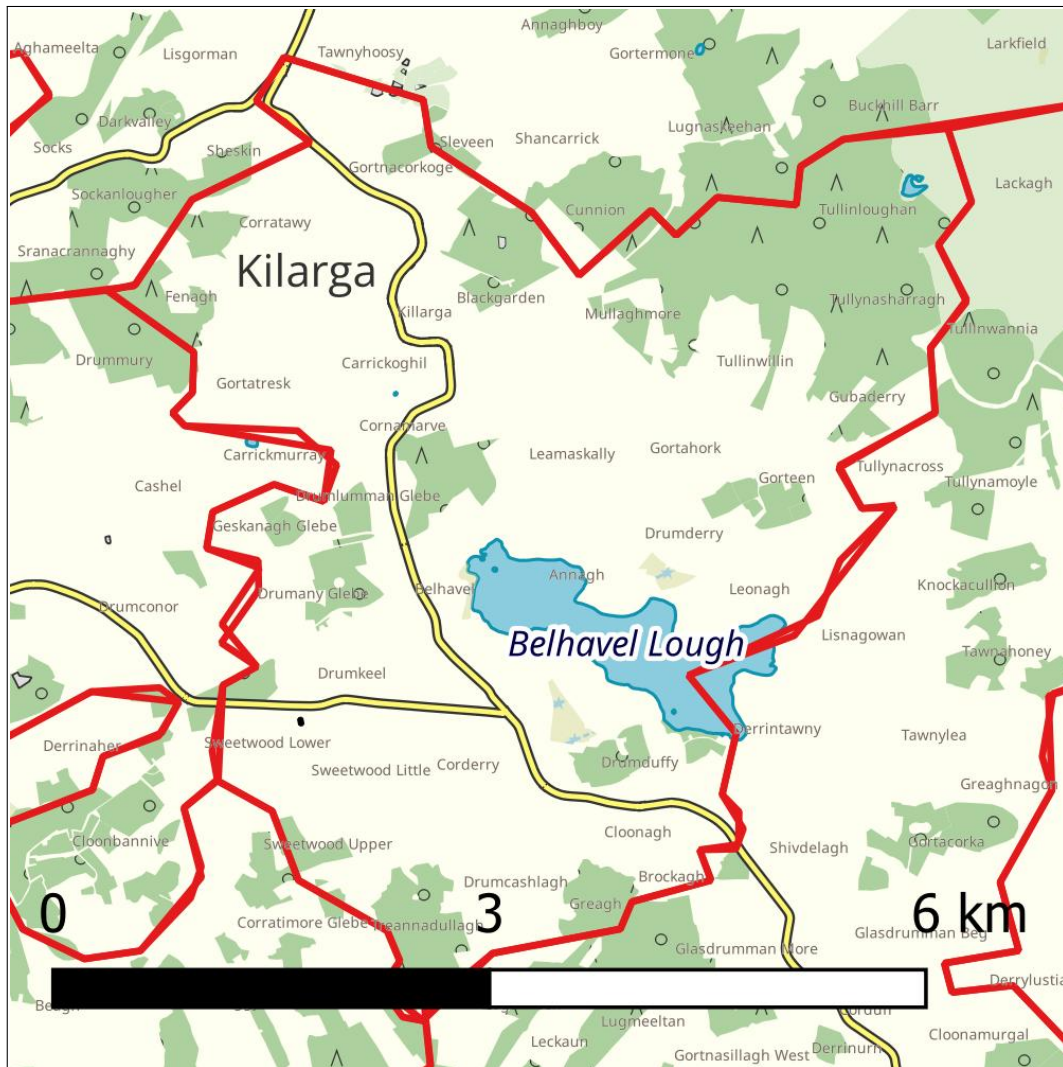 Annaghboy
Aghameelta
Lisgorman
Tawnyhoosy
Gortermone
Larkfield
Buckhill Barr
Darkvalley
Lugnaskeehan
Socks
Sheskin
Sleveen
Shancarrick
Gortnacorkoge
Lackagh
Sockanlougher
Cunnion
Tullinloughan
Corratawy
Sranacrannaghy
Kilarga
Fenagh
Blackgarden
Tullynasharragh
Killarga
Mullaghmore
Tullinwannia
Drummury
Carrickoghil
Tullinwillin
Gortatresk
Gubaderry
Cornamarve
Carrickmurray
Leamaskally
Gortahork
Tullynacross
Cashel
Drumlumman Glebe
Gorteen
Tullynamoyle
Geskanagh Glebe
Drumderry
Annagh
Knockacullion
Drumconor
Drumany Glebe
Belhavel
Leonagh
Belhavel Lough
Lisnagowan
Tawnahoney
Drumkeel
Derrinaher
Sweetwood Lower
Derrintawny
Tawnylea
Sweetwood Little
Corderry
Drumduffy
Greaghnagon
Cloonbannive
Sweetwood Upper
Cloonagh
Shivdelagh
Gortacorka
Drumcashlagh
Brockagh
Greagh
0
3
6 km
Corratimore Glebe
Treannadullagh
Glasdrumman Beg
Glasdrumman More
Derrylustia
Lugmeeltan
Leckaun
Cloonamurgal
Gortnasillagh West
Derrinurn